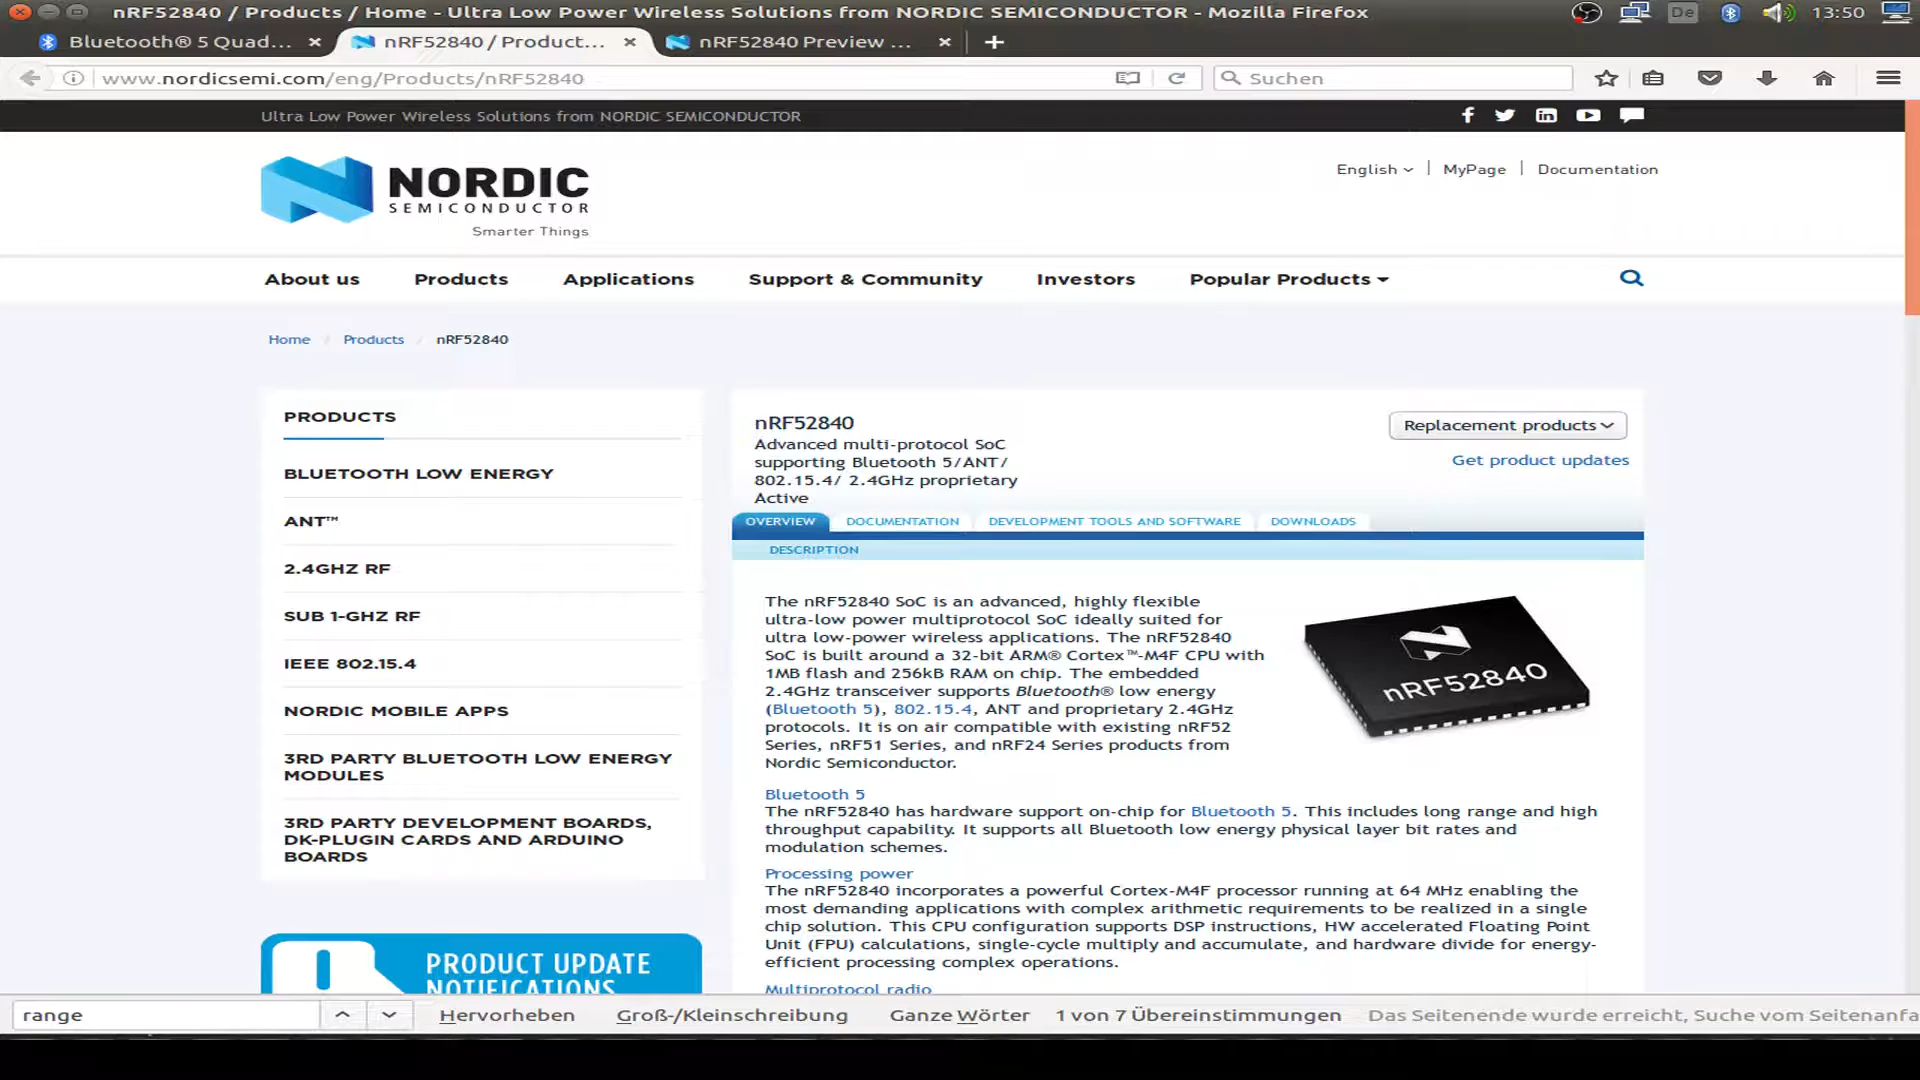 nRF52840 / Products / Home - Ultra Low Power Wireless Solutions from NORDIC SEMICONDUCTOR - Mozilla Firefox
De
13:50
Bluetooth® 5 Quad...
nRF52840 / Product...
nRF52840 Preview ...
www.nordicsemi.com/eng/Products/nRF52840
Suchen
Ultra Low Power Wireless Solutions from NORDIC SEMICONDUCTOR
NORDIC
SEMICONDUCTOR
Smarter Things
English
MyPage
Documentation
About us
Products
Applications
Support & Community
Investors
Popular Products
Home / Products / nRF52840
PRODUCTS
BLUETOOTH LOW ENERGY
ANT™
2.4GHZ RF
SUB 1-GHZ RF
IEEE 802.15.4
NORDIC MOBILE APPS
3RD PARTY BLUETOOTH LOW ENERGY
MODULES
3RD PARTY DEVELOPMENT BOARDS,
DK-PLUGIN CARDS AND ARDUINO
BOARDS
PRODUCT UPDATE
NOTIFICATIONS
nRF52840
Advanced multi-protocol SoC
supporting Bluetooth 5/ANT/
802.15.4/ 2.4GHz proprietary
Active
Replacement products
Get product updates
OVERVIEW
DOCUMENTATION
DEVELOPMENT TOOLS AND SOFTWARE
DOWNLOADS
DESCRIPTION
The nRF52840 SoC is an advanced, highly flexible
ultra-low power multiprotocol SoC ideally suited for
ultra low-power wireless applications. The nRF52840
SoC is built around a 32-bit ARM® Cortex™-M4F CPU with
1MB flash and 256kB RAM on chip. The embedded
2.4GHz transceiver supports Bluetooth® low energy
(Bluetooth 5), 802.15.4, ANT and proprietary 2.4GHz
protocols. It is on air compatible with existing nRF52
Series, nRF51 Series, and nRF24 Series products from
Nordic Semiconductor.
nRF52840
Bluetooth 5
The nRF52840 has hardware support on-chip for Bluetooth 5. This includes long range and high
throughput capability. It supports all Bluetooth low energy physical layer bit rates and
modulation schemes.
Processing power
The nRF52840 incorporates a powerful Cortex-M4F processor running at 64 MHz enabling the
most demanding applications with complex arithmetic requirements to be realized in a single
chip solution. This CPU configuration supports DSP instructions, HW accelerated Floating Point
Unit (FPU) calculations, single-cycle multiply and accumulate, and hardware divide for energy-
efficient processing complex operations.
Multiprotocol radio
range
Hervorheben
Groß-/Kleinschreibung
Ganze Wörter
1 von 7 Übereinstimmungen
Das Seitenende wurde erreicht, Suche vom Seitenanfa